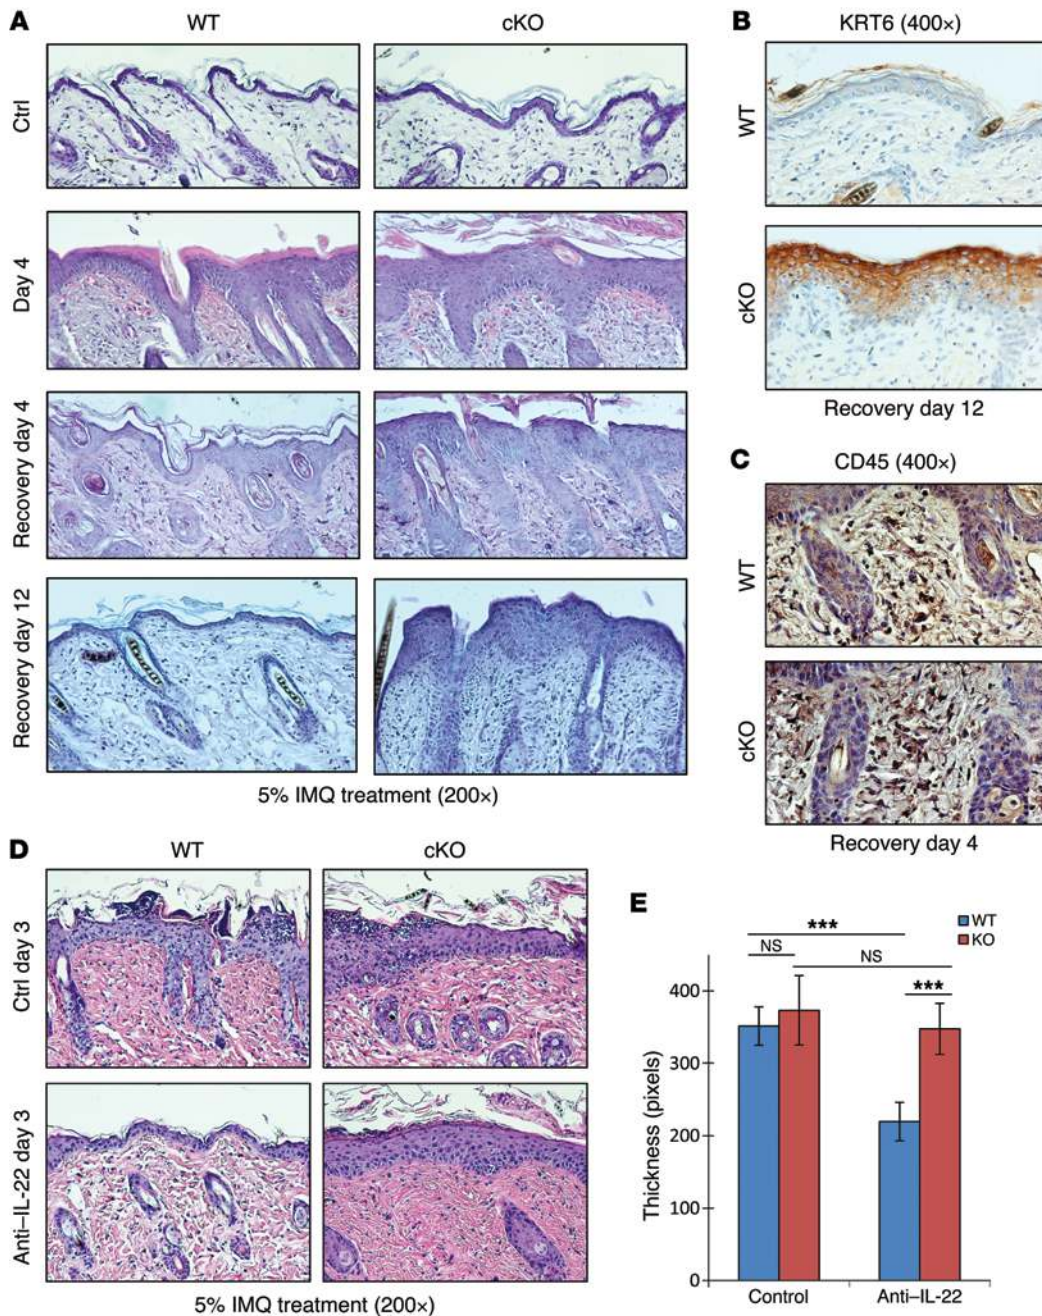 A
WT
cKO
Ctrl
Day 4
Recovery day 4
Recovery day 12
5% IMQ treatment (200×)
B
KRT6 (400×)
WT
cKO
Recovery day 12
C
CD45 (400×)
WT
cKO
Recovery day 4
D
WT
cKO
Ctrl day 3
Anti–IL-22 day 3
5% IMQ treatment (200×)
E
WT
KO
***
NS
NS
***
Thickness (pixels)
400
300
200
100
0
Control
Anti–IL-22